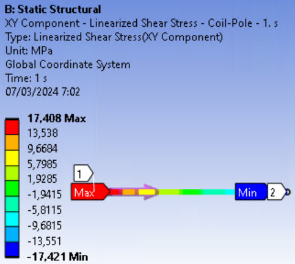 B: Static Structural
XY Component - Linearized Shear Stress - Coil-Pole - 1. s
Type: Linearized Shear Stress(XY Component)
Unit: MPa
Global Coordinate System
Time: 1 s
07/03/2024 7:02
17,408 Max
13,538
9,6684
5,7985
1,9285
-1,9415
-5,8115
-9,6815
-13,551
-17,421 Min
1
Max
Min
2